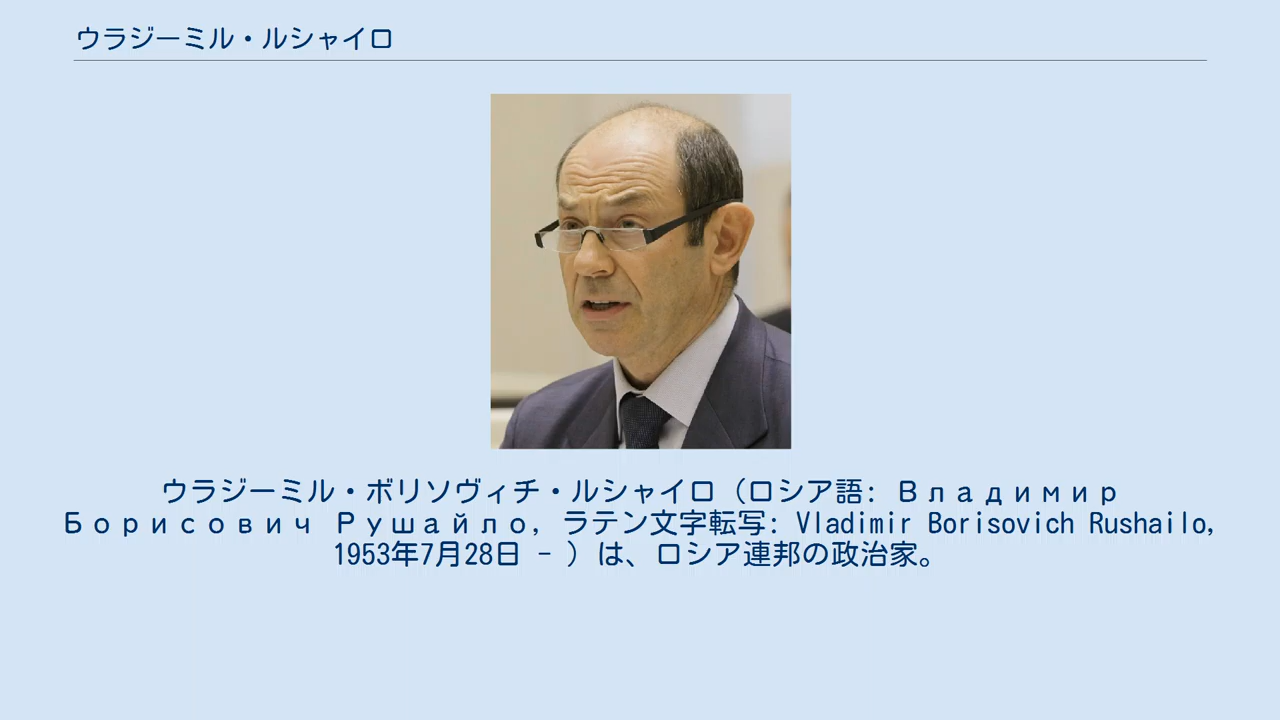 ウラジーミル・ルシャイロ
ウラジーミル・ボリソヴィチ・ルシャイロ（ロシア語: Владимир
Борисович Рушайло, ラテン文字転写: Vladimir Borisovich Rushailo,
1953年7月28日 - ）は、ロシア連邦の政治家。